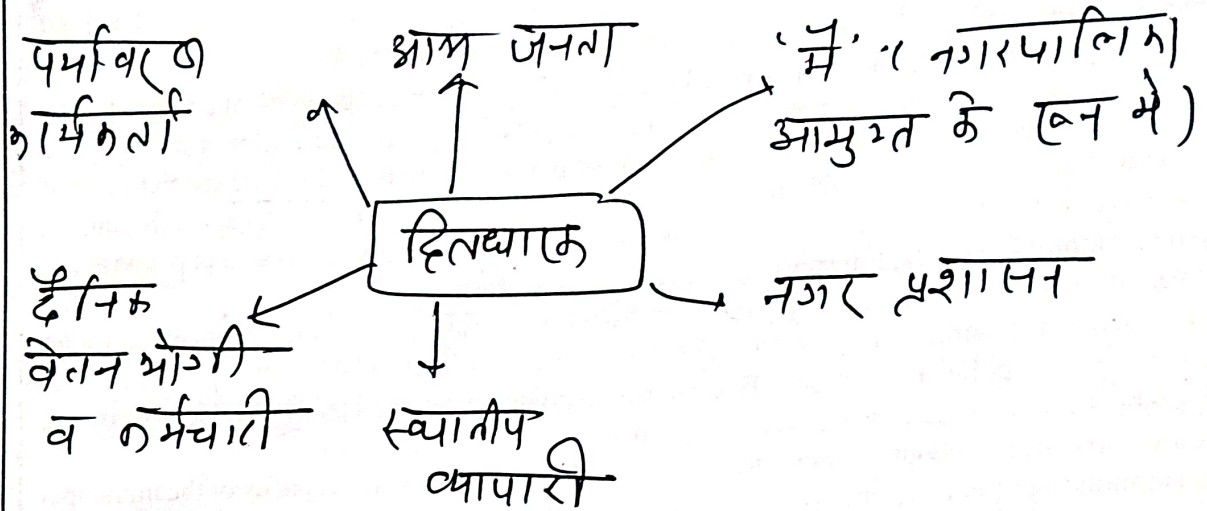 पर्यावरण
कार्यकर्ता
आम जनता
'मैं' ( नगरपालिका
आयुक्त के रूप में )
हितधारक
दैनिक
वेतन भोगी
व कर्मचारी
स्थानीय
व्यापारी
नगर प्रशासन